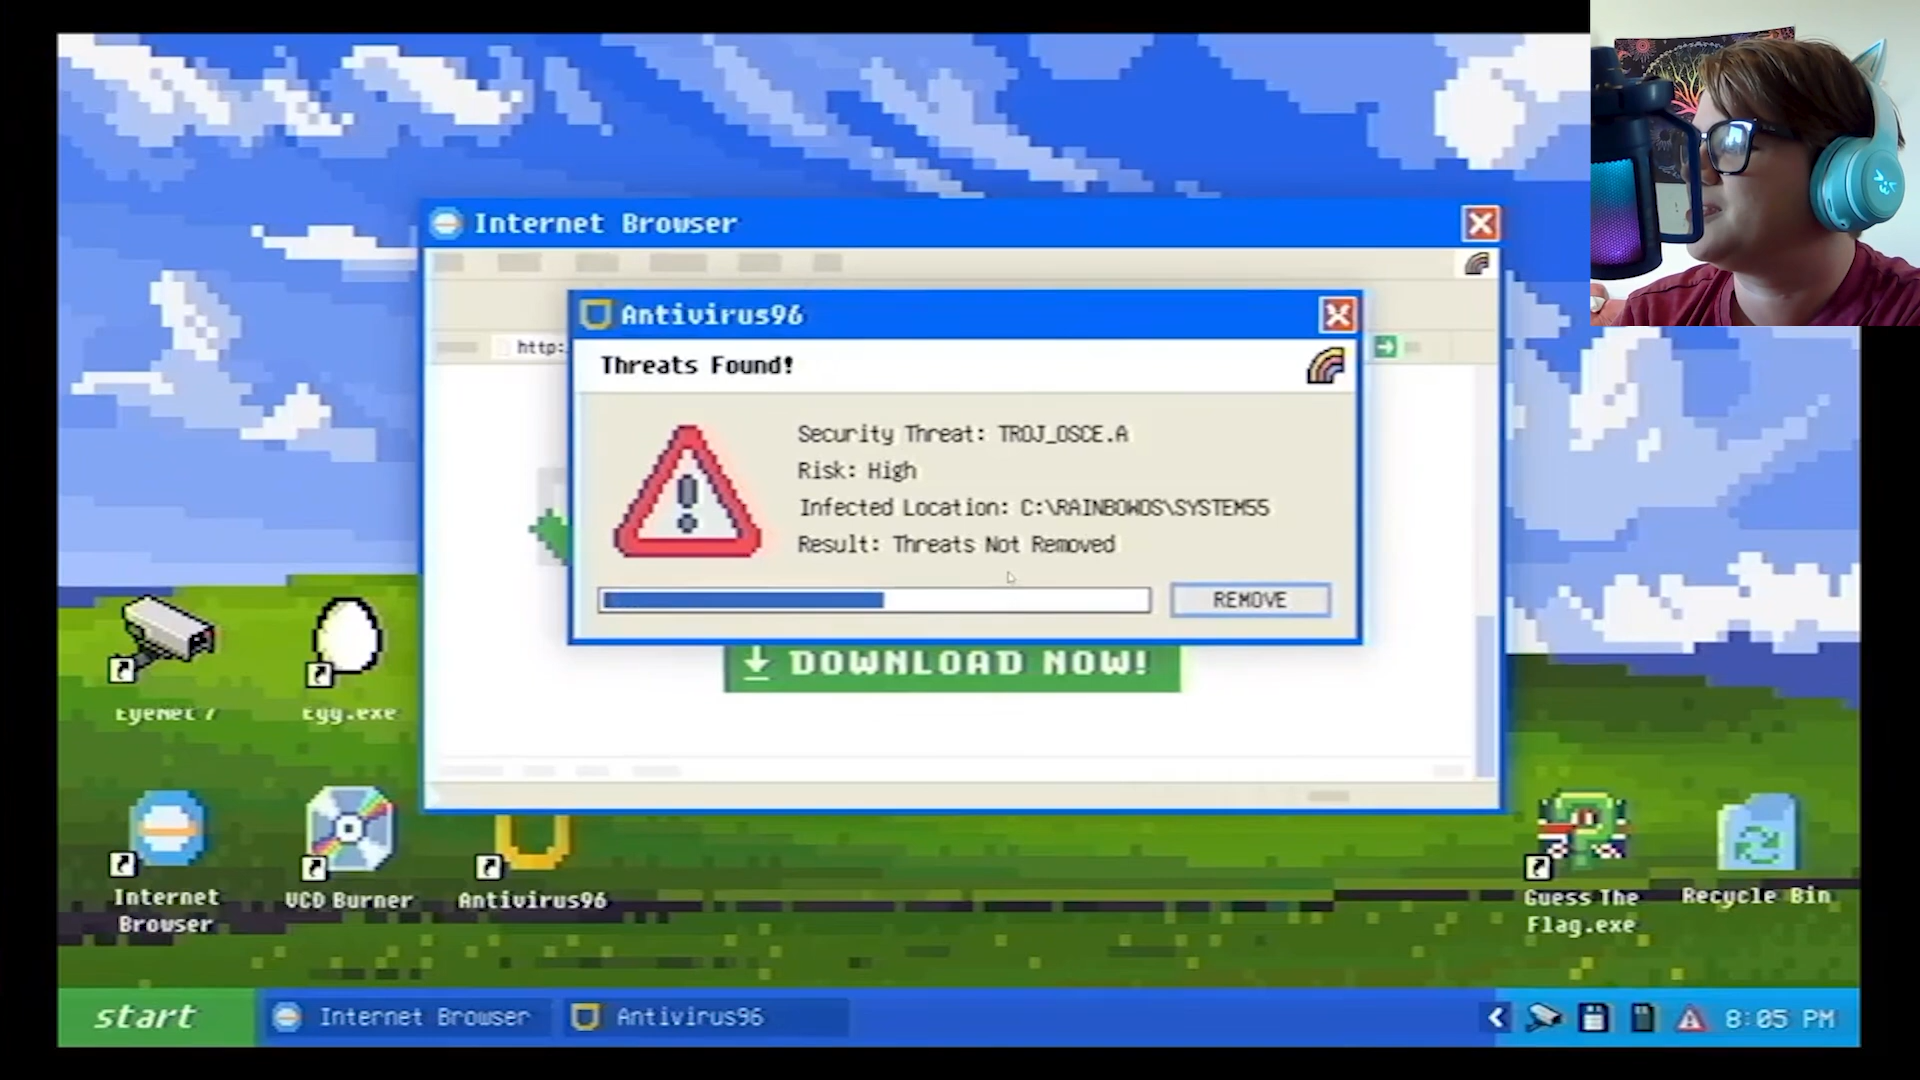 Internet Browser
Antivirus96
http:
Threats Found!
Security Threat: TROJ_OSCE.A
Risk: High
Infected Location: C:\RAINBOWOS\SYSTEM55
Result: Threats Not Removed
REMOVE
DOWNLOAD NOW!
EyeNet 7
Egg.exe
Internet
Browser
VCD Burner
Antivirus96
Guess The
Flag.exe
Recycle Bin
start
Internet Browser
Antivirus96
8:05 PM